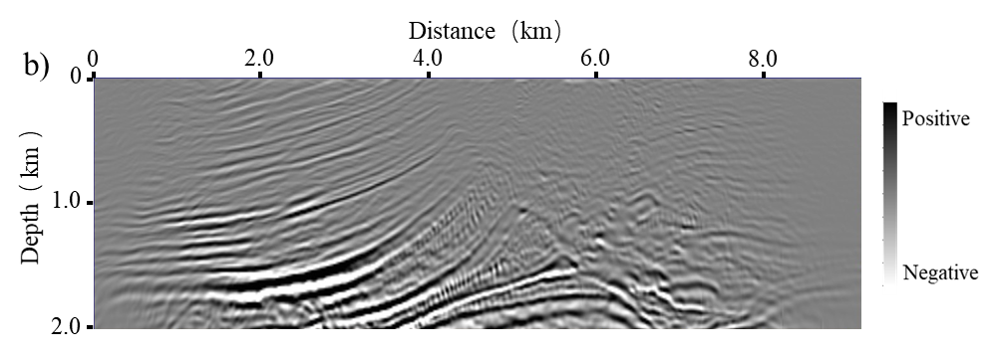 Distance（km）
b)
0 2.0 4.0 6.0 8.0
0
Positive
Depth（km）
1.0
Negative
2.0